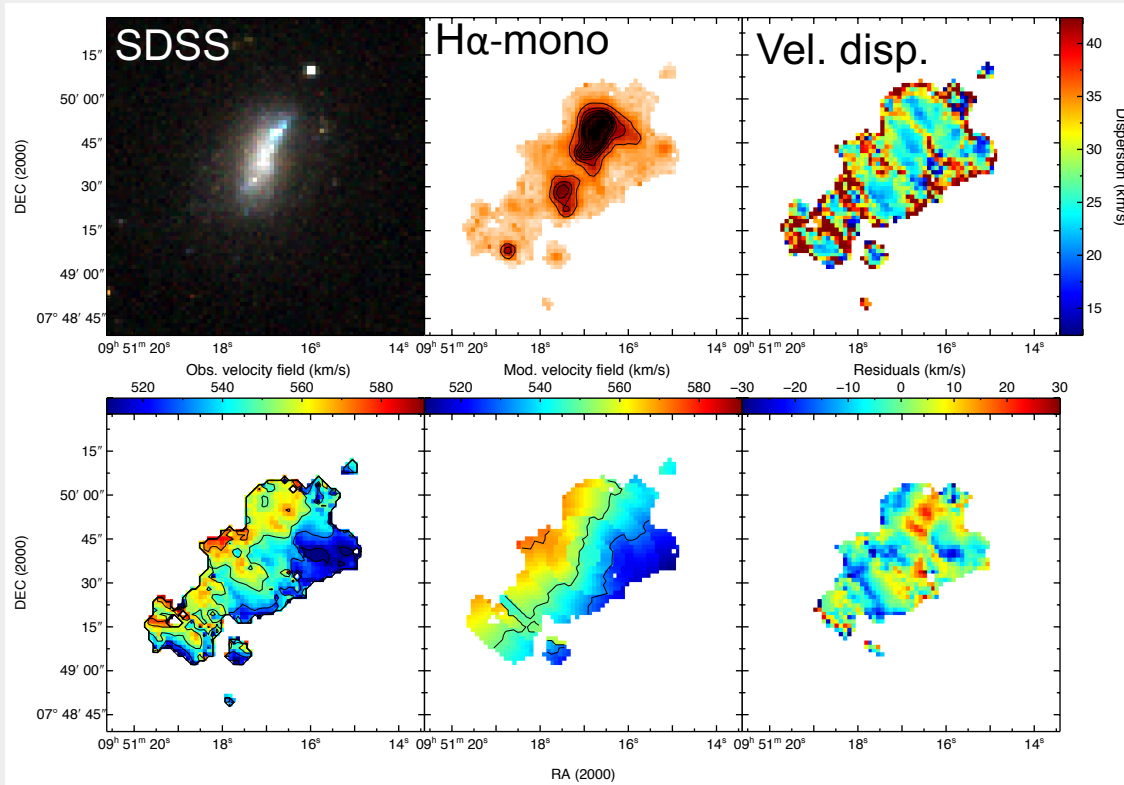 SDSS
Hα-mono
Vel. disp.
DEC (2000)
15″
50′ 00″
45″
30″
15″
49′ 00″
07° 48′ 45″
09ʰ 51ᵐ 20ˢ
18ˢ
16ˢ
14ˢ
09ʰ 51ᵐ 20ˢ
18ˢ
16ˢ
14ˢ
09ʰ 51ᵐ 20ˢ
18ˢ
16ˢ
14ˢ
40
35
30
25
20
15
Dispersion (km/s)
Obs. velocity field (km/s)
520
540
560
580
Mod. velocity field (km/s)
520
540
560
580
Residuals (km/s)
−30
−20
−10
0
10
20
30
DEC (2000)
15″
50′ 00″
45″
30″
15″
49′ 00″
07° 48′ 45″
09ʰ 51ᵐ 20ˢ
18ˢ
16ˢ
14ˢ
09ʰ 51ᵐ 20ˢ
18ˢ
16ˢ
14ˢ
09ʰ 51ᵐ 20ˢ
18ˢ
16ˢ
14ˢ
RA (2000)